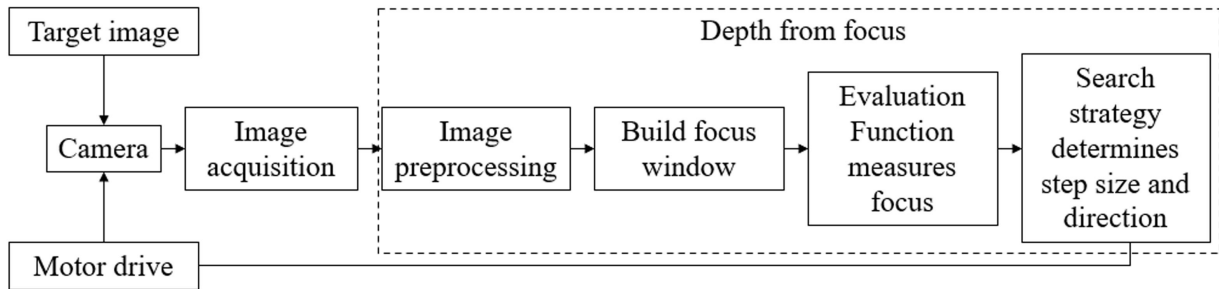 Target image
Depth from focus
Camera
Image
acquisition
Image
preprocessing
Build focus
window
Evaluation
Function
measures
focus
Search
strategy
determines
step size and
direction
Motor drive